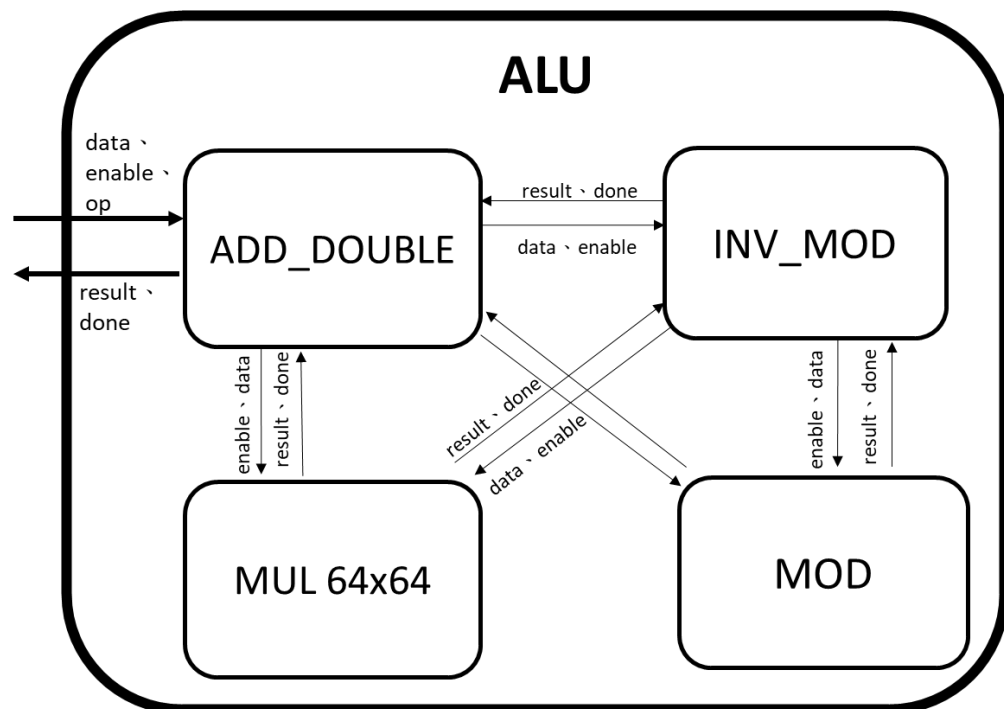 ALU
data、
enable、
op
result、
done
ADD_DOUBLE
result、done
data、enable
INV_MOD
enable、data
result、done
result、done
data、enable
enable、data
result、done
MUL 64x64
MOD